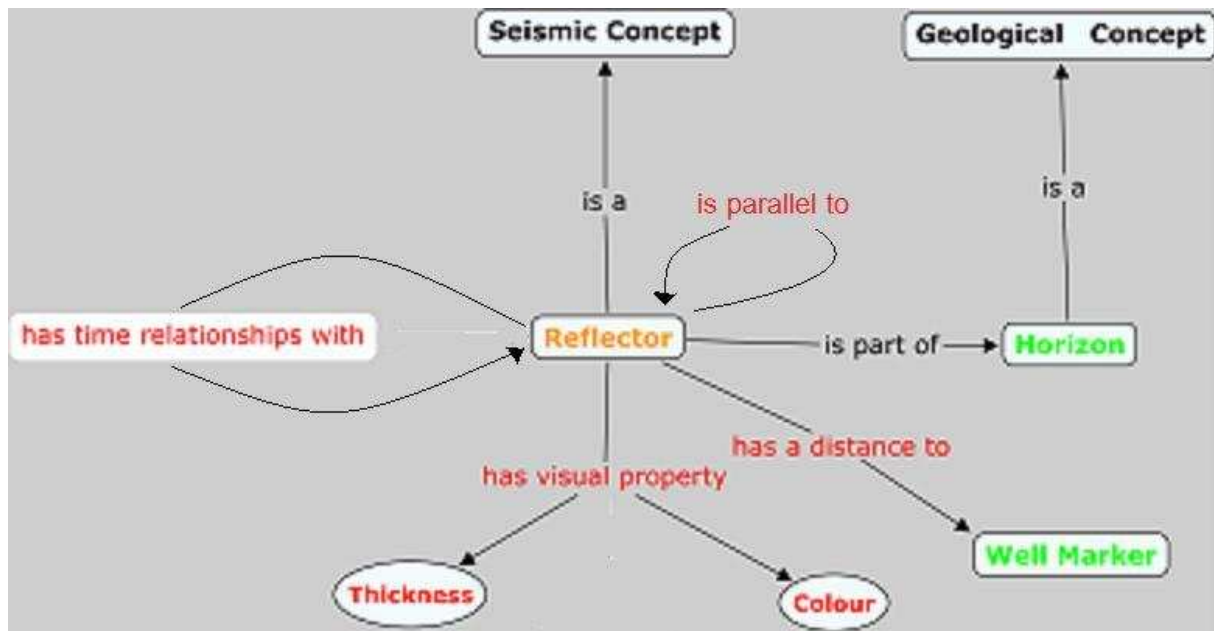 Seismic Concept
Geological Concept
is a
is parallel to
is a
has time relationships with
Reflector
is part of
Horizon
has a distance to
has visual property
Well Marker
Thickness
Colour